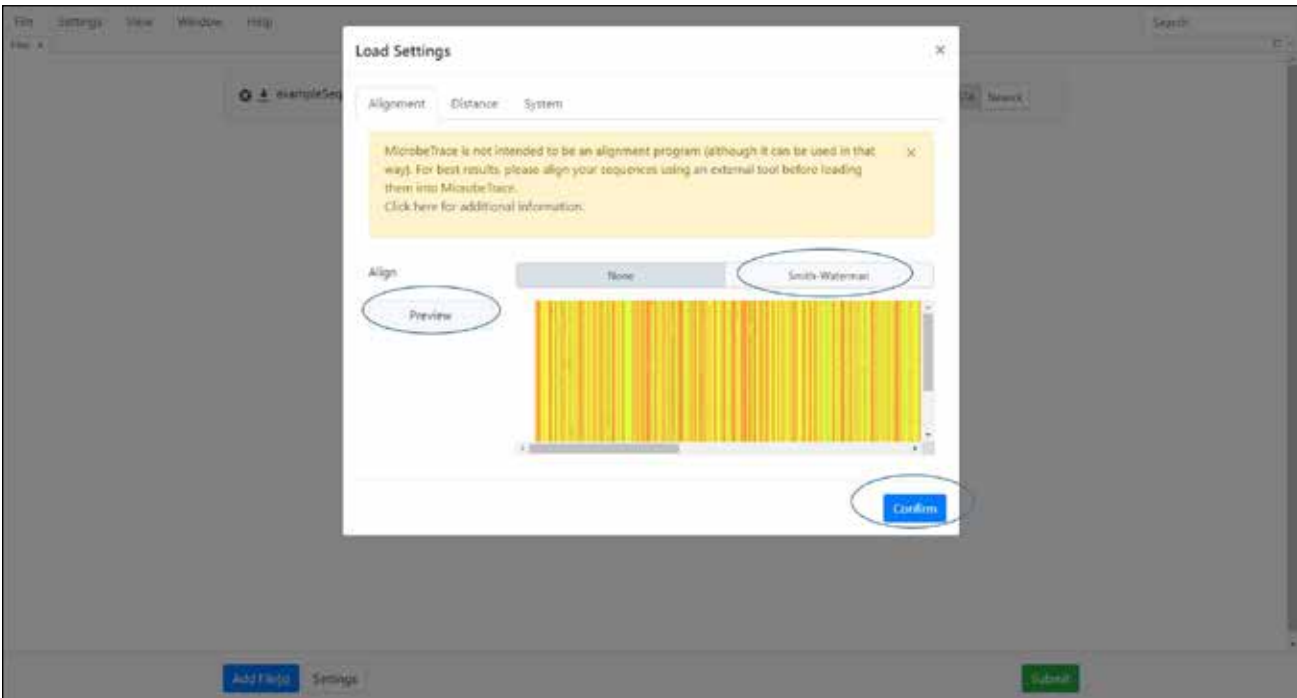 File Settings View Window Help Search
Files x
Load Settings ×
exampleSeq
Newick
Alignment Distance System
MicrobeTrace is not intended to be an alignment program (although it can be used in that ×
way). For best results, please align your sequences using an external tool before loading
them into MicrobeTrace.
Click here for additional information.
Align None Smith-Waterman
Preview
Confirm
Add File(s) Settings Submit